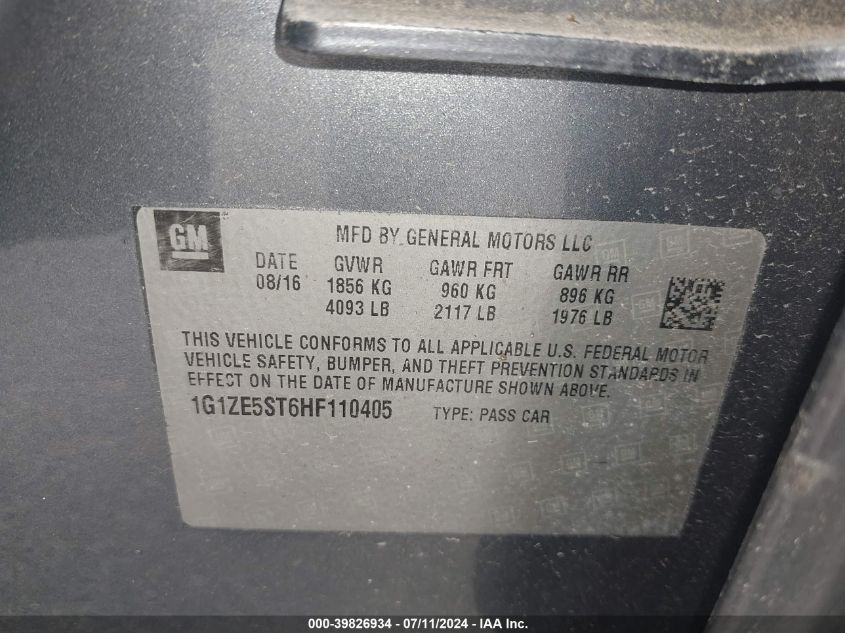 GM
MFD BY GENERAL MOTORS LLC
DATE GVWR GAWR FRT GAWR RR
08/16 1856 KG 960 KG 896 KG
4093 LB 2117 LB 1976 LB
THIS VEHICLE CONFORMS TO ALL APPLICABLE U.S. FEDERAL MOTOR
VEHICLE SAFETY, BUMPER, AND THEFT PREVENTION STANDARDS IN
EFFECT ON THE DATE OF MANUFACTURE SHOWN ABOVE.
1G1ZE5ST6HF110405 TYPE: PASS CAR
000-39826934 - 07/11/2024 - IAA Inc.